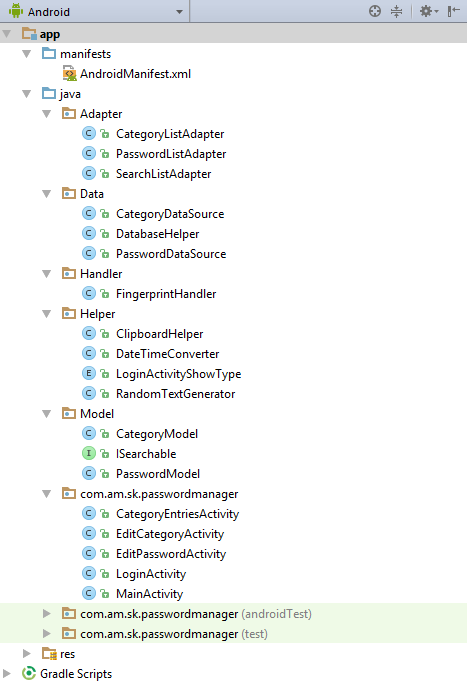 Android
app
manifests
AndroidManifest.xml
java
Adapter
C CategoryListAdapter
C PasswordListAdapter
C SearchListAdapter
Data
C CategoryDataSource
C DatabaseHelper
C PasswordDataSource
Handler
C FingerprintHandler
Helper
C ClipboardHelper
C DateTimeConverter
E LoginActivityShowType
C RandomTextGenerator
Model
C CategoryModel
I ISearchable
C PasswordModel
com.am.sk.passwordmanager
C CategoryEntriesActivity
C EditCategoryActivity
C EditPasswordActivity
C LoginActivity
C MainActivity
com.am.sk.passwordmanager (androidTest)
com.am.sk.passwordmanager (test)
res
Gradle Scripts